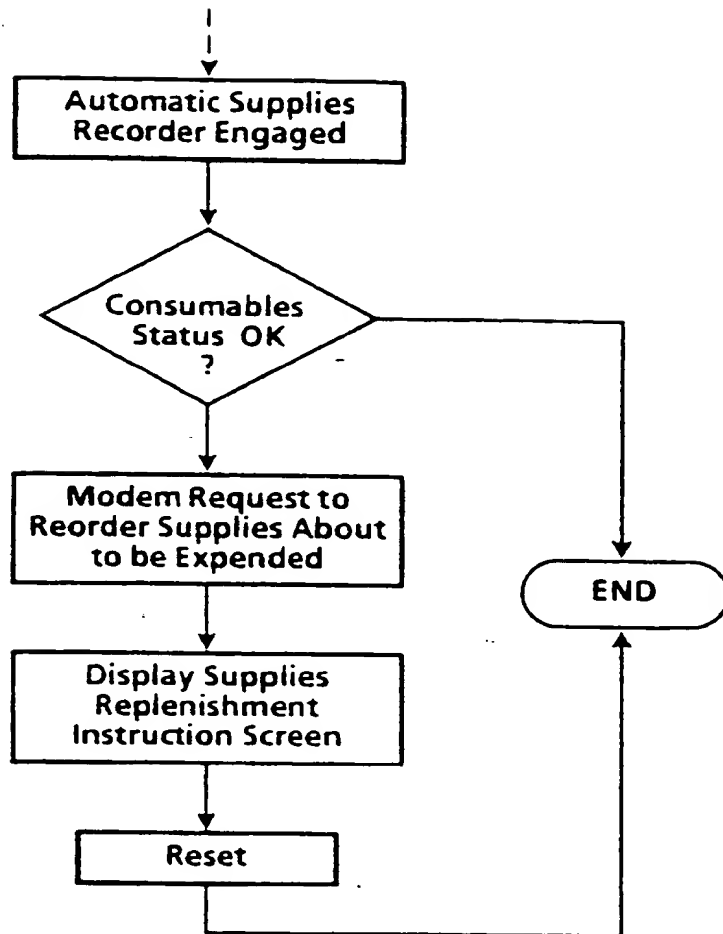 Automatic Supplies
Recorder Engaged
Consumables
Status OK
?
Modem Request to
Reorder Supplies About
to be Expended
END
Display Supplies
Replenishment
Instruction Screen
Reset